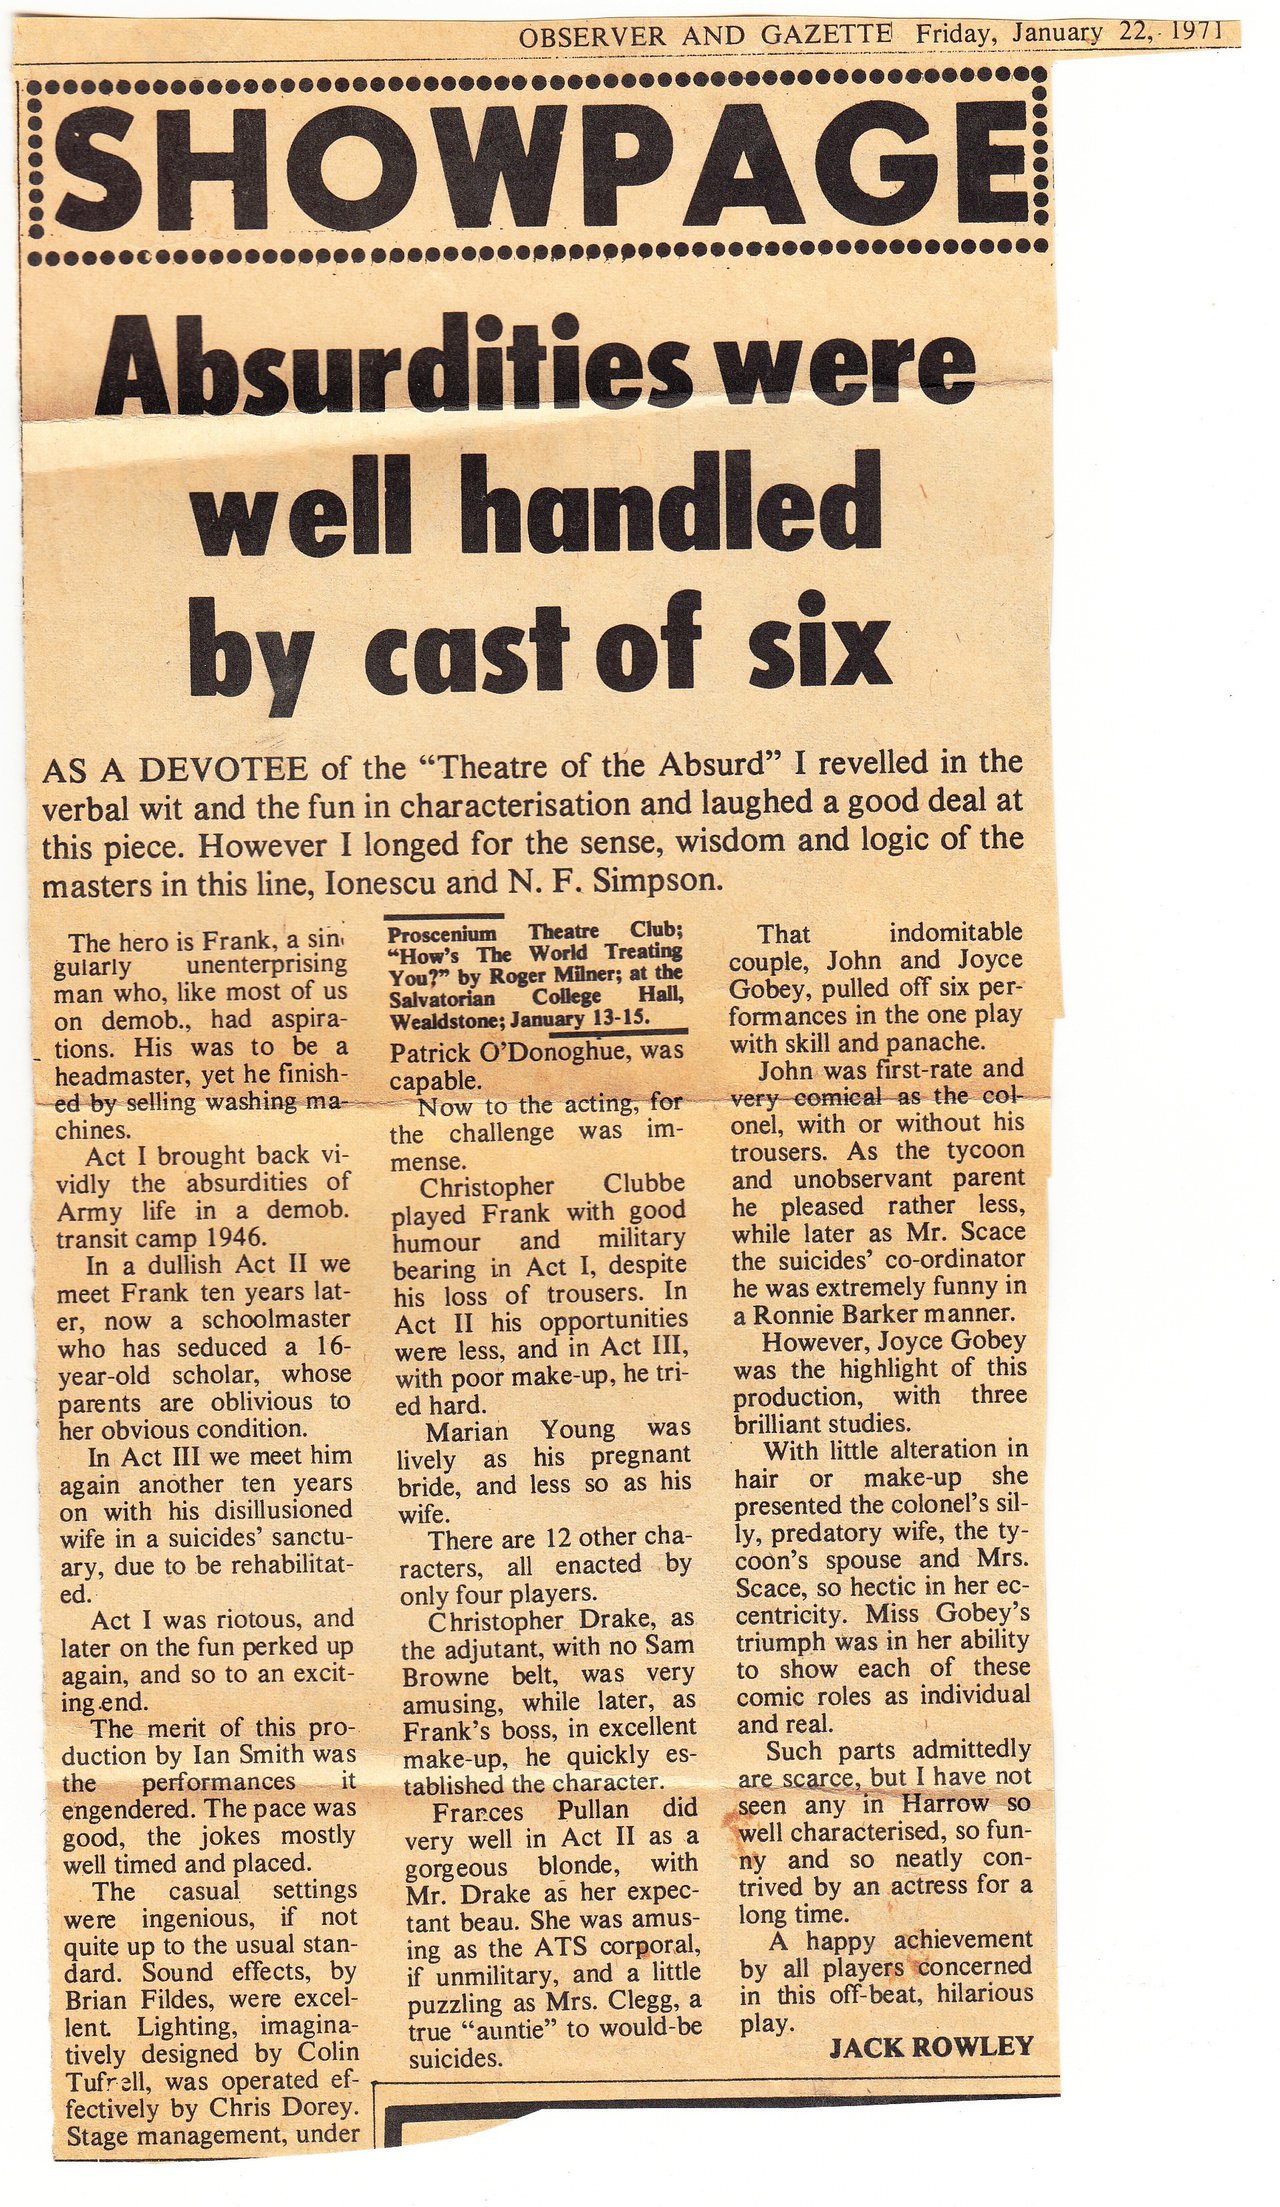 OBSERVER AND GAZETTE Friday, January 22, 1971
SHOWPAGE
Absurdities were
well handled
by cast of six
AS A DEVOTEE of the “Theatre of the Absurd” I revelled in the
verbal wit and the fun in characterisation and laughed a good deal at
this piece. However I longed for the sense, wisdom and logic of the
masters in this line, Ionescu and N. F. Simpson.
The hero is Frank, a sin
gularly unenterprising
man who, like most of us
on demob., had aspira-
tions. His was to be a
headmaster, yet he finish-
ed by selling washing ma-
chines.
Act I brought back vi-
vidly the absurdities of
Army life in a demob.
transit camp 1946.
In a dullish Act II we
meet Frank ten years lat-
er, now a schoolmaster
who has seduced a 16-
year-old scholar, whose
parents are oblivious to
her obvious condition.
In Act III we meet him
again another ten years
on with his disillusioned
wife in a suicides’ sanctu-
ary, due to be rehabilitat-
ed.
Act I was riotous, and
later on the fun perked up
again, and so to an excit-
ing end.
The merit of this pro-
duction by Ian Smith was
the performances it
engendered. The pace was
good, the jokes mostly
well timed and placed.
The casual settings
were ingenious, if not
quite up to the usual stan-
dard. Sound effects, by
Brian Fildes, were excel-
lent. Lighting, imagina-
tively designed by Colin
Tufnell, was operated ef-
fectively by Chris Dorey.
Stage management, under
Proscenium Theatre Club;
“How’s The World Treating
You?” by Roger Milner; at the
Salvatorian College Hall,
Wealdstone; January 13-15.
Patrick O’Donoghue, was
capable.
Now to the acting, for
the challenge was im-
mense.
Christopher Clubbe
played Frank with good
humour and military
bearing in Act I, despite
his loss of trousers. In
Act II his opportunities
were less, and in Act III,
with poor make-up, he tri-
ed hard.
Marian Young was
lively as his pregnant
bride, and less so as his
wife.
There are 12 other cha-
racters, all enacted by
only four players.
Christopher Drake, as
the adjutant, with no Sam
Browne belt, was very
amusing, while later, as
Frank’s boss, in excellent
make-up, he quickly es-
tablished the character.
Frances Pullan did
very well in Act II as a
gorgeous blonde, with
Mr. Drake as her expec-
tant beau. She was amus-
ing as the ATS corporal,
if unmilitary, and a little
puzzling as Mrs. Clegg, a
true “auntie” to would-be
suicides.
That indomitable
couple, John and Joyce
Gobey, pulled off six per-
formances in the one play
with skill and panache.
John was first-rate and
very comical as the col-
onel, with or without his
trousers. As the tycoon
and unobservant parent
he pleased rather less,
while later as Mr. Scace
the suicides’ co-ordinator
he was extremely funny in
a Ronnie Barker manner.
However, Joyce Gobey
was the highlight of this
production, with three
brilliant studies.
With little alteration in
hair or make-up she
presented the colonel’s sil-
ly, predatory wife, the ty-
coon’s spouse and Mrs.
Scace, so hectic in her ec-
centricity. Miss Gobey’s
triumph was in her ability
to show each of these
comic roles as individual
and real.
Such parts admittedly
are scarce, but I have not
seen any in Harrow so
well characterised, so fun-
ny and so neatly con-
trived by an actress for a
long time.
A happy achievement
by all players concerned
in this off-beat, hilarious
play.
JACK ROWLEY